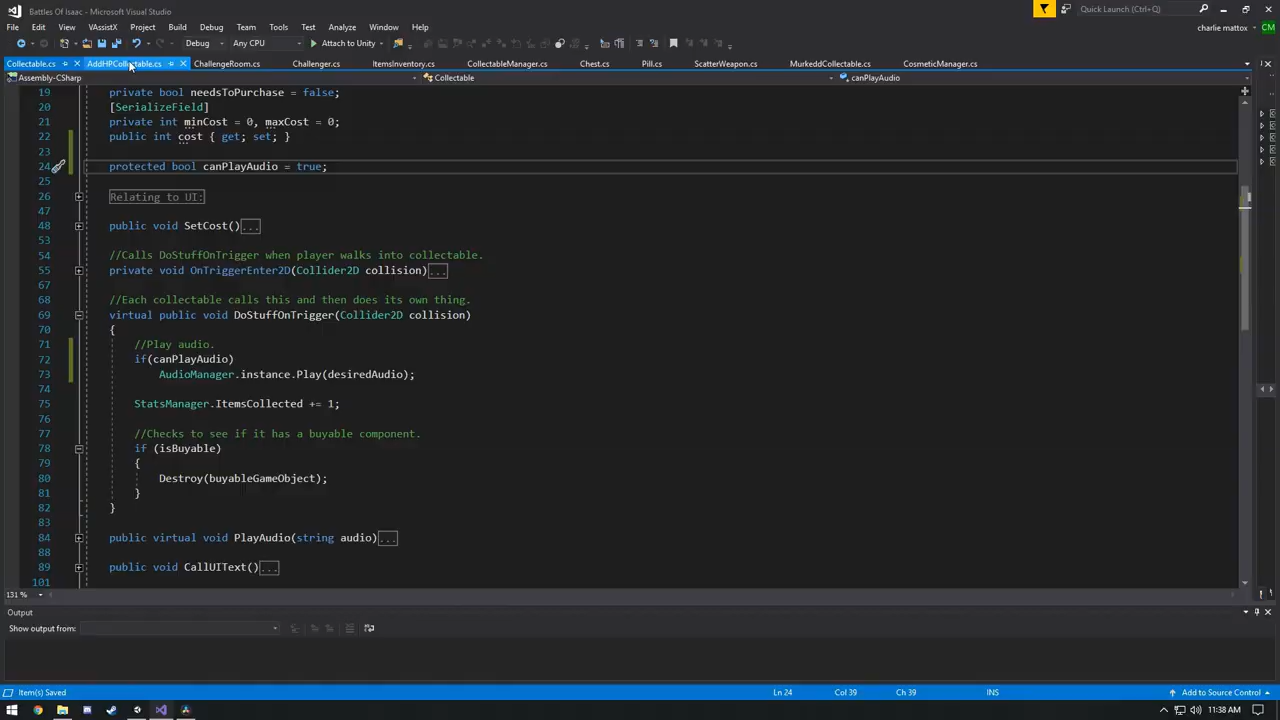 Battles Of Isaac - Microsoft Visual Studio
Quick Launch (Ctrl+Q)
File Edit View VAssistX Project Build Debug Team Tools Test Analyze Window Help
charlie mattox CM
Debug Any CPU Attach to Unity
Collectable.cs AddHPCollectable.cs ChallengeRoom.cs Challenger.cs ItemsInventory.cs CollectableManager.cs Chest.cs Pill.cs ScatterWeapon.cs MurkeddCollectable.cs CosmeticManager.cs
Assembly-CSharp Collectable canPlayAudio
19 private bool needsToPurchase = false;
20 [SerializeField]
21 private int minCost = 0, maxCost = 0;
22 public int cost { get; set; }
23
24 protected bool canPlayAudio = true;
25
26 Relating to UI:
47
48 public void SetCost()...
53
54 //Calls DoStuffOnTrigger when player walks into collectable.
55 private void OnTriggerEnter2D(Collider2D collision)...
67
68 //Each collectable calls this and then does its own thing.
69 virtual public void DoStuffOnTrigger(Collider2D collision)
70 {
71 //Play audio.
72 if(canPlayAudio)
73 AudioManager.instance.Play(desiredAudio);
74
75 StatsManager.ItemsCollected += 1;
76
77 //Checks to see if it has a buyable component.
78 if (isBuyable)
79 {
80 Destroy(buyableGameObject);
81 }
82 }
83
84 public virtual void PlayAudio(string audio)...
88
89 public void CallUIText()...
101
131 %
Output
Show output from:
Item(s) Saved Ln 24 Col 39 Ch 39 INS Add to Source Control
11:38 AM